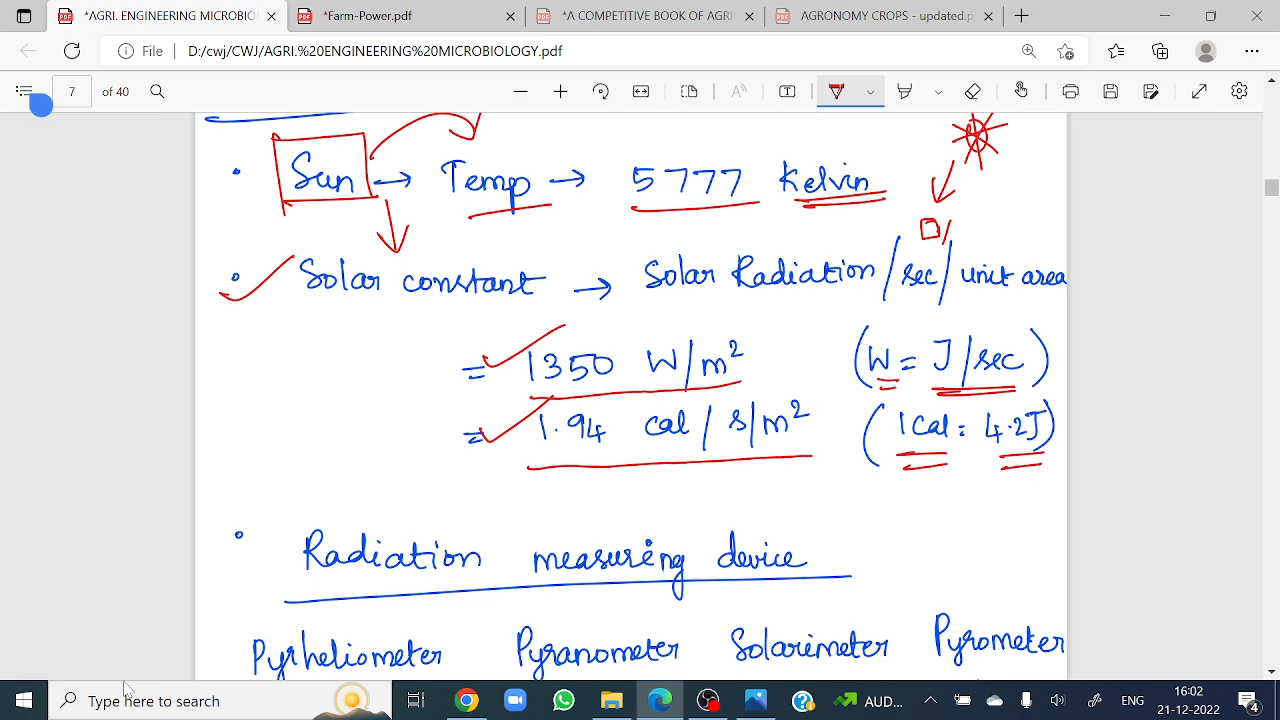 *AGRI. ENGINEERING MICROBIO
*Farm-Power.pdf
*A COMPETITIVE BOOK OF AGRI
AGRONOMY CROPS - updated.p
File D:/cwj/CWJ/AGRI.%20ENGINEERING%20MICROBIOLOGY.pdf
7 of 40
Sun ↔ Temp → 5777 Kelvin
Solar constant → Solar Radiation/sec/unit area
= 1350 W/m² (W = J/sec)
= 1.94 cal/s/m² (1Cal = 4.2J)
Radiation measuring device
Pyrheliometer Pyranometer Solarimeter Pyrometer
Type here to search
AUD...
ENG
16:02
21-12-2022
4